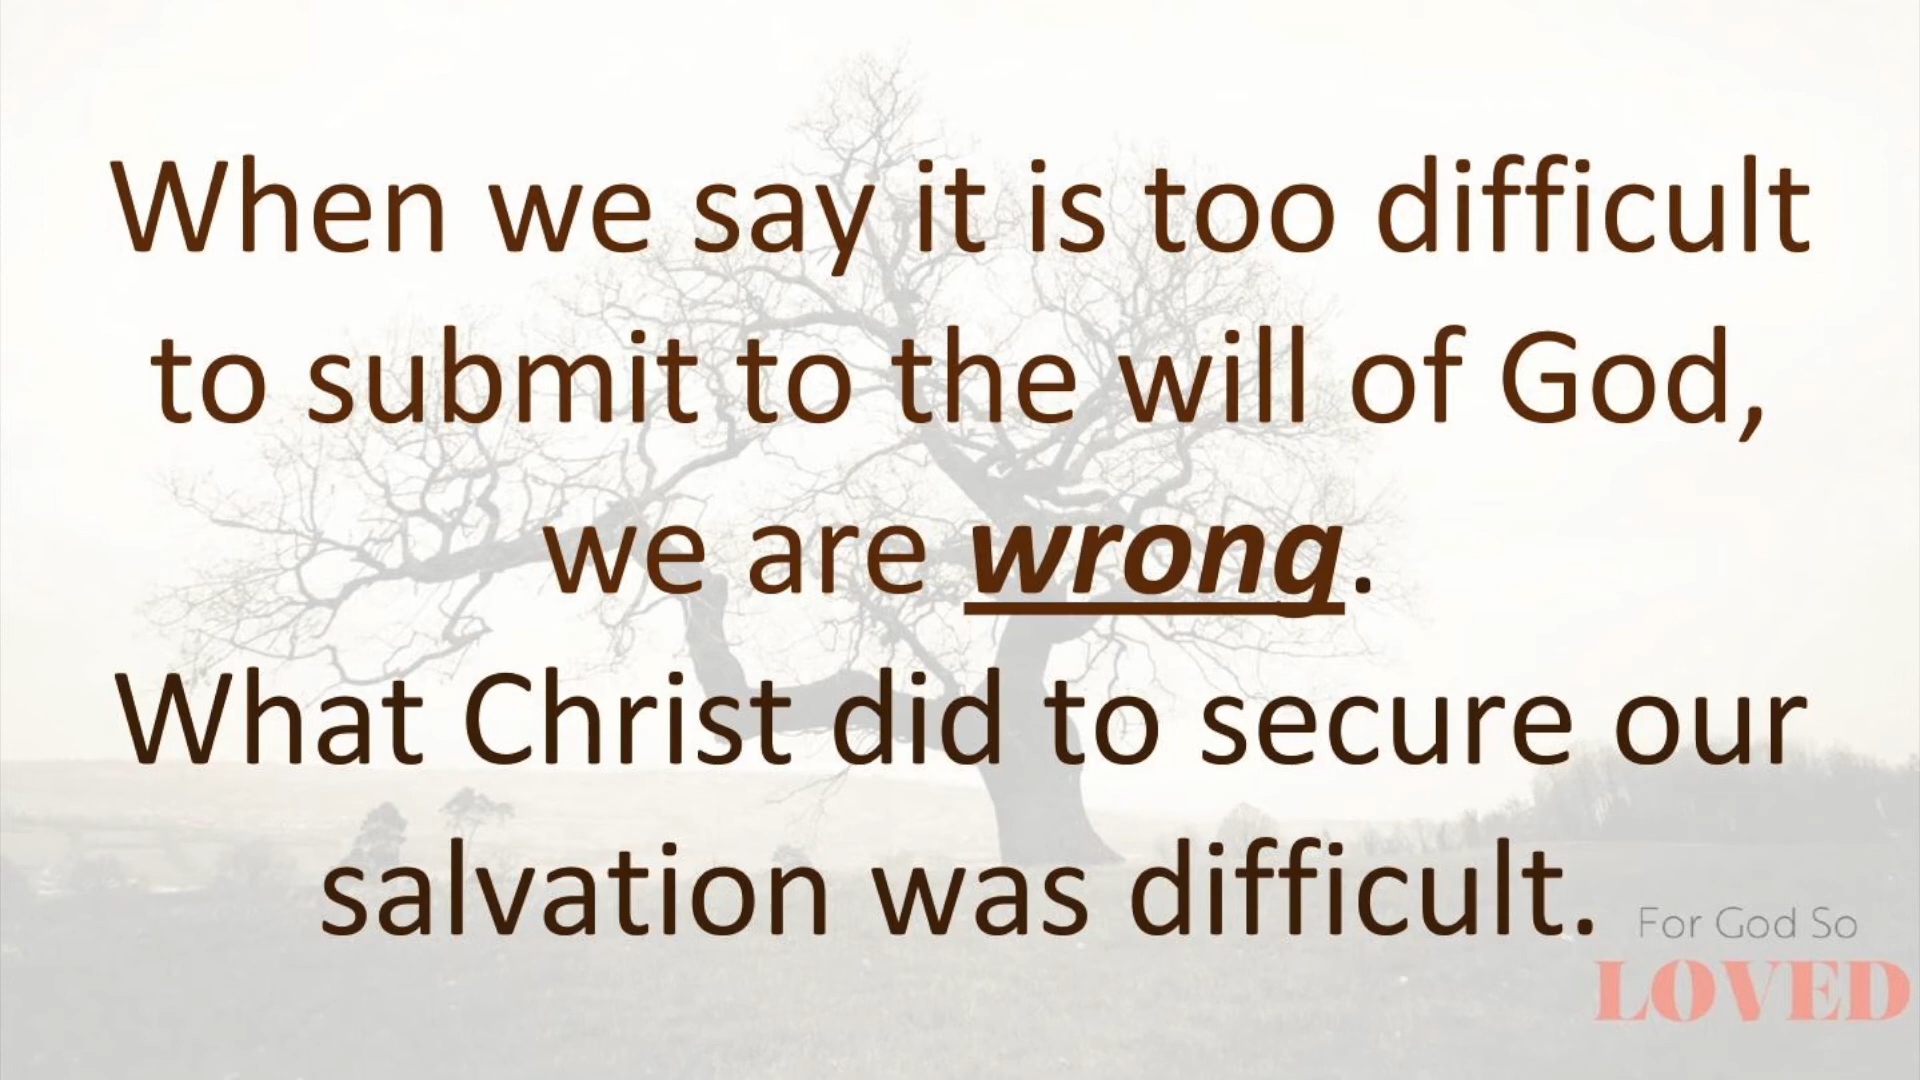 When we say it is too difficult
to submit to the will of God,
we are wrong.
What Christ did to secure our
salvation was difficult.
For God So
LOVED